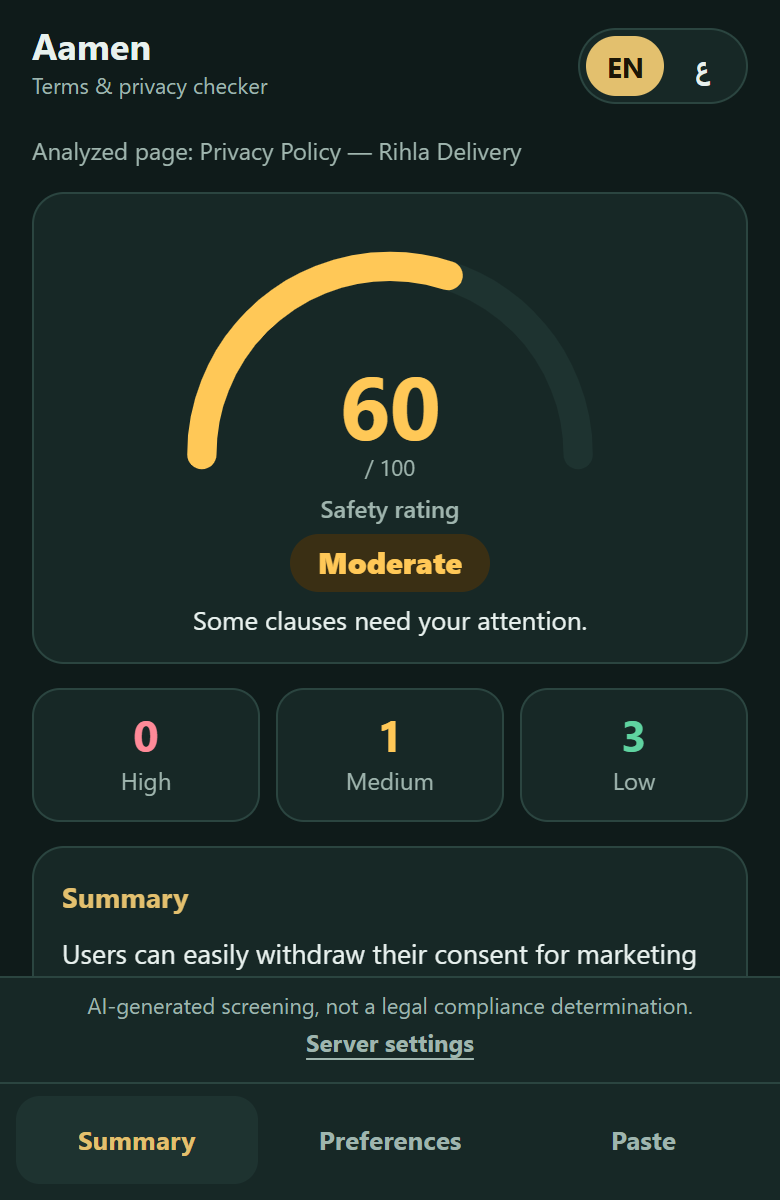 Aamen
Terms & privacy checker
EN
ع
Analyzed page: Privacy Policy — Rihla Delivery
60
/ 100
Safety rating
Moderate
Some clauses need your attention.
0
High
1
Medium
3
Low
Summary
Users can easily withdraw their consent for marketing
AI-generated screening, not a legal compliance determination.
Server settings
Summary
Preferences
Paste